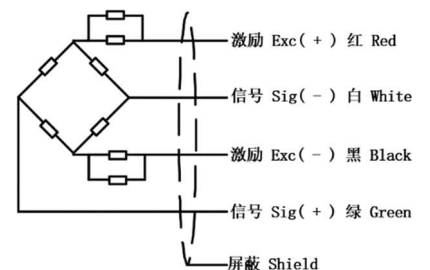 激励 Exc(+) 红 Red
信号 Sig(-) 白 White
激励 Exc(-) 黑 Black
信号 Sig(+) 绿 Green
屏蔽 Shield